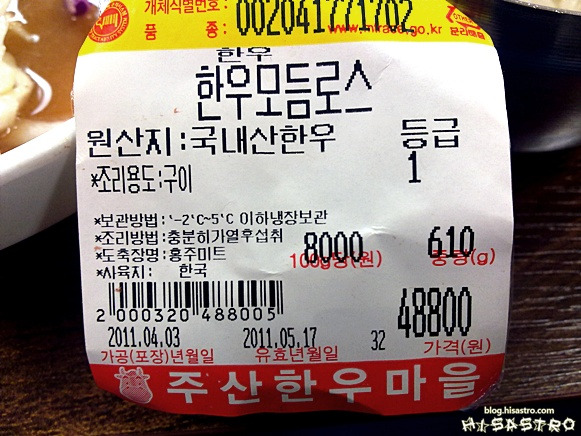 개체식별번호: 002041771702
품 종: www.mtrace.go.kr
한우
한우모듬로스
원산지:국내산한우 등급
*조리용도:구이 1
*보관방법:'-2℃~5℃ 이하냉장보관
*조리방법:충분히가열후섭취
*도축장명:홍주미트 8000 610
*사육지: 한국 100g당(원) 중량(g)
2 000320 488005 48800
2011.04.03 2011.05.17 32
가공(포장)년월일 유효년월일 가격(원)
주산한우마을
blog.hisastro.com
HISASTRO